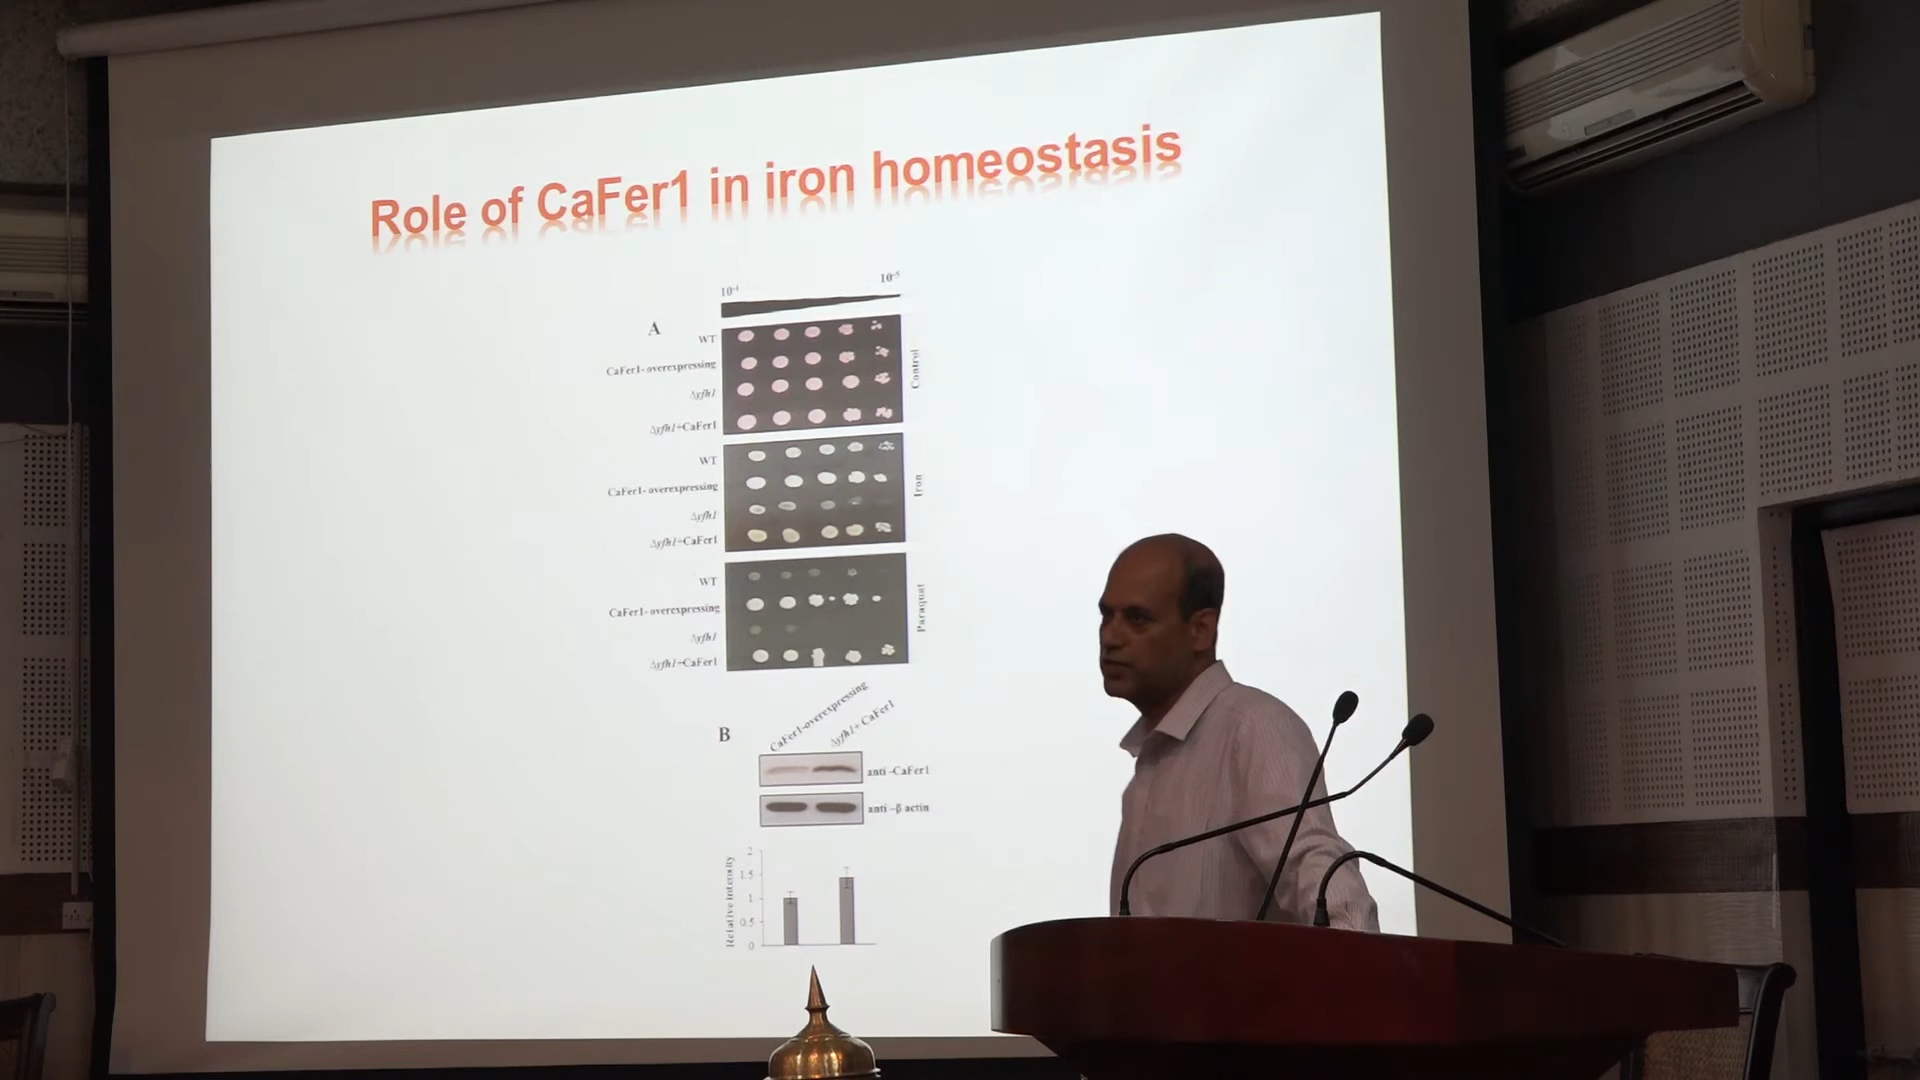 Role of CaFer1 in iron homeostasis
10⁻¹ 10⁻⁵
A
WT
CaFer1- overexpressing
Δyfh1
Δyfh1+CaFer1
Control
WT
CaFer1- overexpressing
Δyfh1
Δyfh1+CaFer1
Iron
WT
CaFer1- overexpressing
Δyfh1
Δyfh1+CaFer1
Paraquat
B
CaFer1-overexpressing
Δyfh1+ CaFer1
anti -CaFer1
anti –β actin
Relative intensity
2
1.5
1
0.5
0